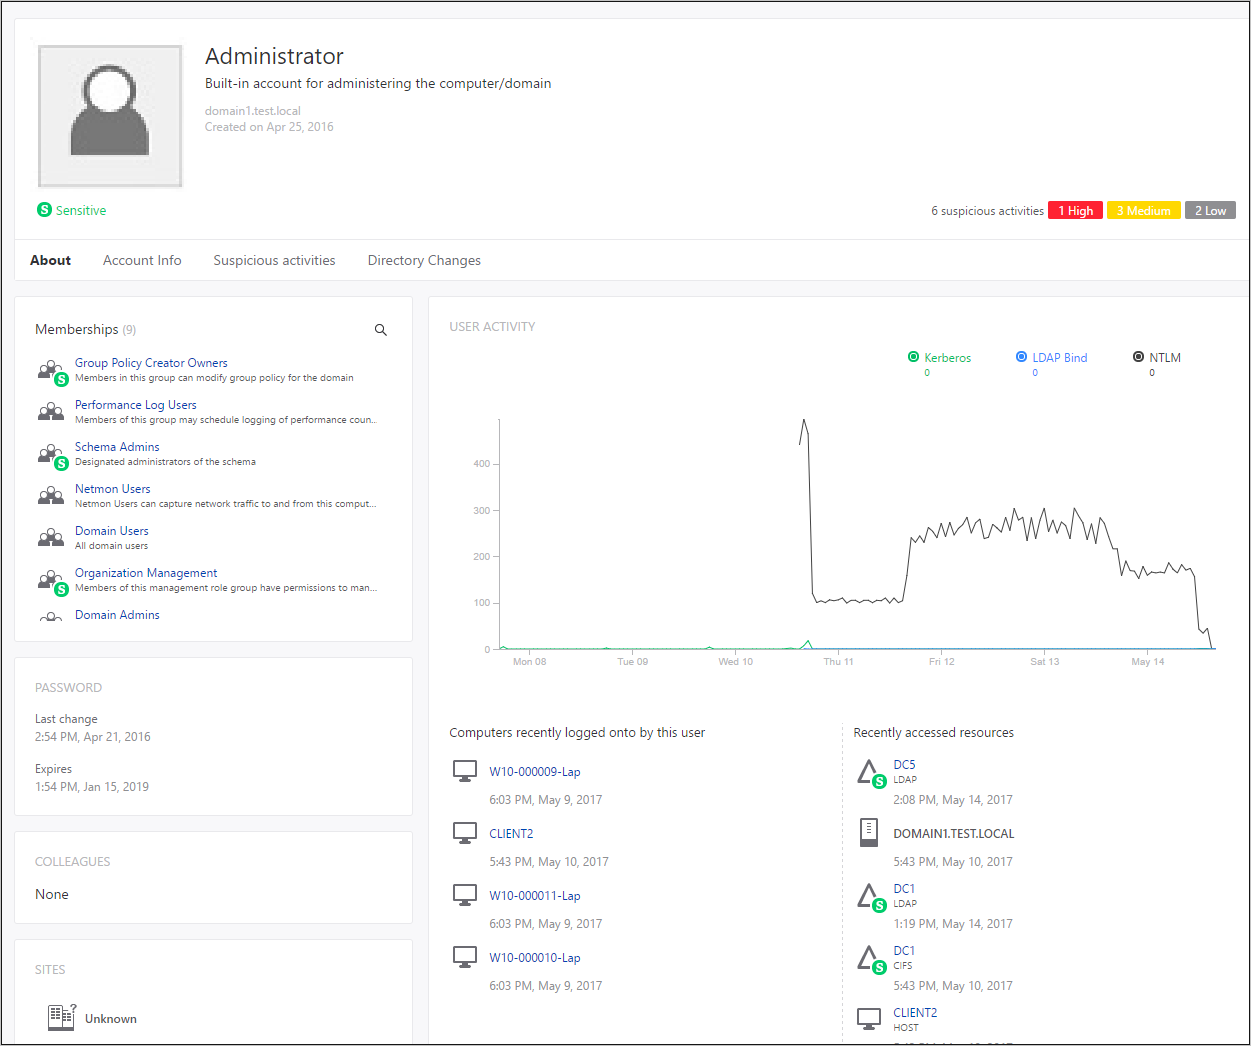 Administrator
Built-in account for administering the computer/domain
domain1.test.local
Created on Apr 25, 2016
S Sensitive
6 suspicious activities 1 High 3 Medium 2 Low
About Account Info Suspicious activities Directory Changes
Memberships (9)
Group Policy Creator Owners
S Members in this group can modify group policy for the domain
Performance Log Users
Members of this group may schedule logging of performance coun...
Schema Admins
S Designated administrators of the schema
Netmon Users
Netmon Users can capture network traffic to and from this comput...
Domain Users
All domain users
Organization Management
S Members of this management role group have permissions to man...
Domain Admins
PASSWORD
Last change
2:54 PM, Apr 21, 2016
Expires
1:54 PM, Jan 15, 2019
COLLEAGUES
None
SITES
? Unknown
USER ACTIVITY
Kerberos LDAP Bind NTLM
0 0 0
400
300
200
100
0
Mon 08 Tue 09 Wed 10 Thu 11 Fri 12 Sat 13 May 14
Computers recently logged onto by this user
W10-000009-Lap
6:03 PM, May 9, 2017
CLIENT2
5:43 PM, May 10, 2017
W10-000011-Lap
6:03 PM, May 9, 2017
W10-000010-Lap
6:03 PM, May 9, 2017
Recently accessed resources
DC5
S LDAP
2:08 PM, May 14, 2017
DOMAIN1.TEST.LOCAL
5:43 PM, May 10, 2017
DC1
S LDAP
1:19 PM, May 14, 2017
DC1
S CIFS
5:43 PM, May 10, 2017
CLIENT2
HOST